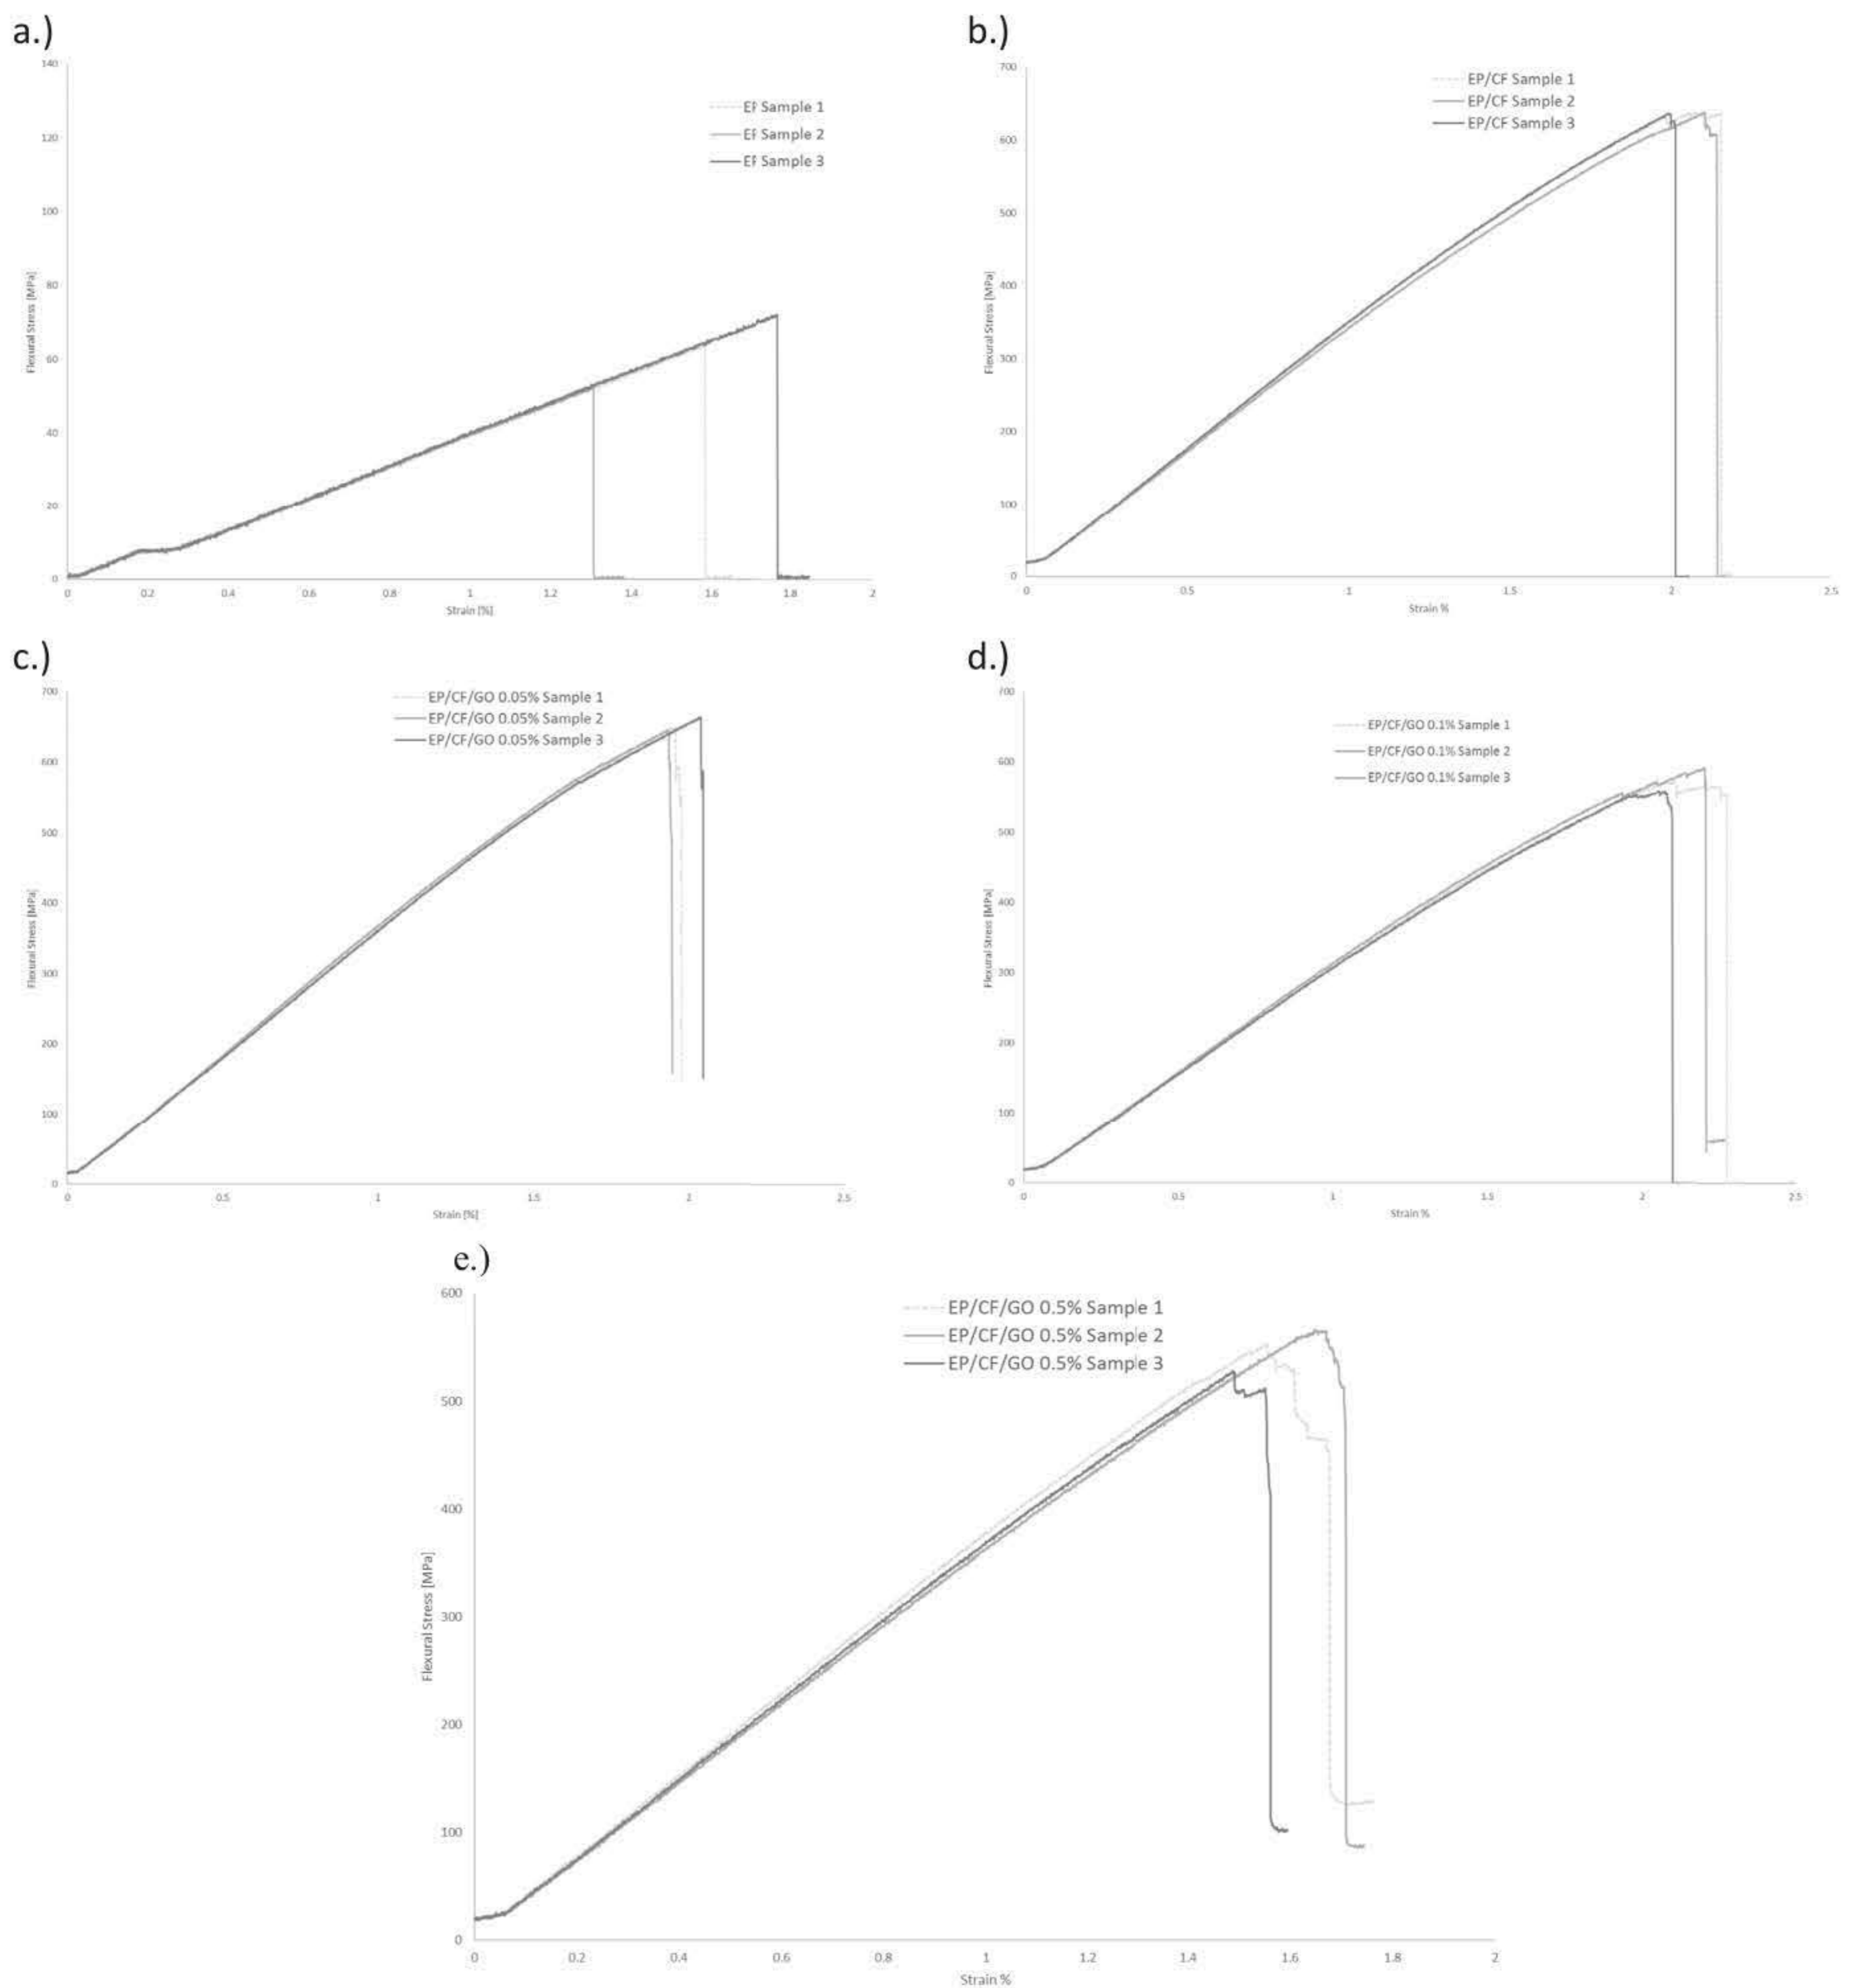 a.)
140
120
100
80
60
40
20
0
Flexural Stress [MPa]
EP Sample 1
EP Sample 2
EP Sample 3
0 0.2 0.4 0.6 0.8 1 1.2 1.4 1.6 1.8 2
Strain [%]
b.)
700
600
500
400
300
200
100
0
Flexural Stress [MPa]
EP/CF Sample 1
EP/CF Sample 2
EP/CF Sample 3
0 0.5 1 1.5 2 2.5
Strain %
c.)
700
600
500
400
300
200
100
0
Flexural Stress [MPa]
EP/CF/GO 0.05% Sample 1
EP/CF/GO 0.05% Sample 2
EP/CF/GO 0.05% Sample 3
0 0.5 1 1.5 2 2.5
Strain [%]
d.)
700
600
500
400
300
200
100
0
Flexural Stress [MPa]
EP/CF/GO 0.1% Sample 1
EP/CF/GO 0.1% Sample 2
EP/CF/GO 0.1% Sample 3
0 0.5 1 1.5 2 2.5
Strain %
e.)
600
500
400
300
200
100
0
Flexural Stress [MPa]
EP/CF/GO 0.5% Sample 1
EP/CF/GO 0.5% Sample 2
EP/CF/GO 0.5% Sample 3
0 0.2 0.4 0.6 0.8 1 1.2 1.4 1.6 1.8 2
Strain %